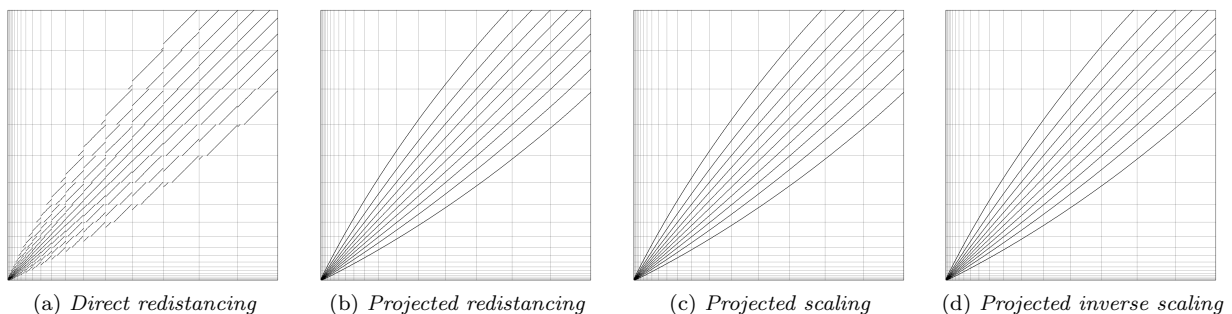 (a) Direct redistancing (b) Projected redistancing (c) Projected scaling (d) Projected inverse scaling